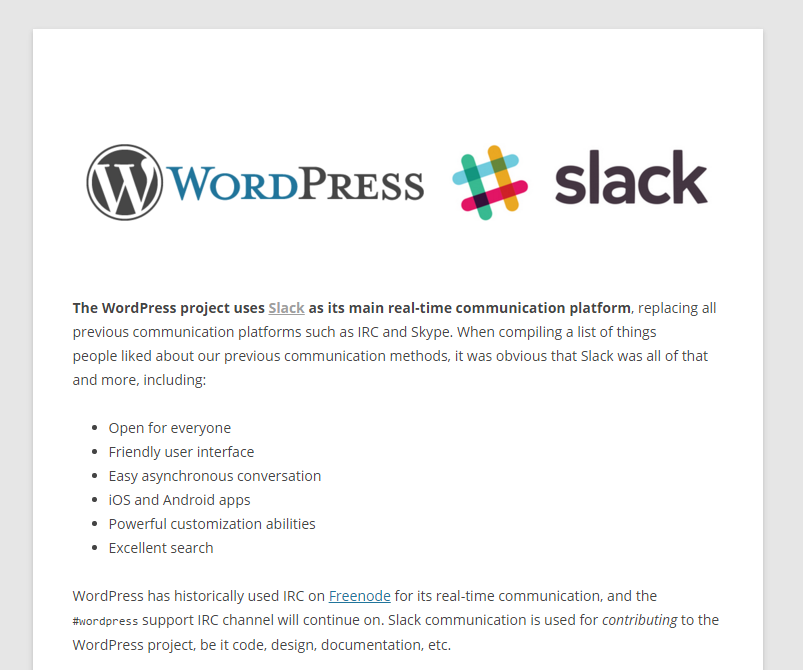 WORDPRESS slack
The WordPress project uses Slack as its main real-time communication platform, replacing all
previous communication platforms such as IRC and Skype. When compiling a list of things
people liked about our previous communication methods, it was obvious that Slack was all of that
and more, including:
• Open for everyone
• Friendly user interface
• Easy asynchronous conversation
• iOS and Android apps
• Powerful customization abilities
• Excellent search
WordPress has historically used IRC on Freenode for its real-time communication, and the
#wordpress support IRC channel will continue on. Slack communication is used for contributing to the
WordPress project, be it code, design, documentation, etc.